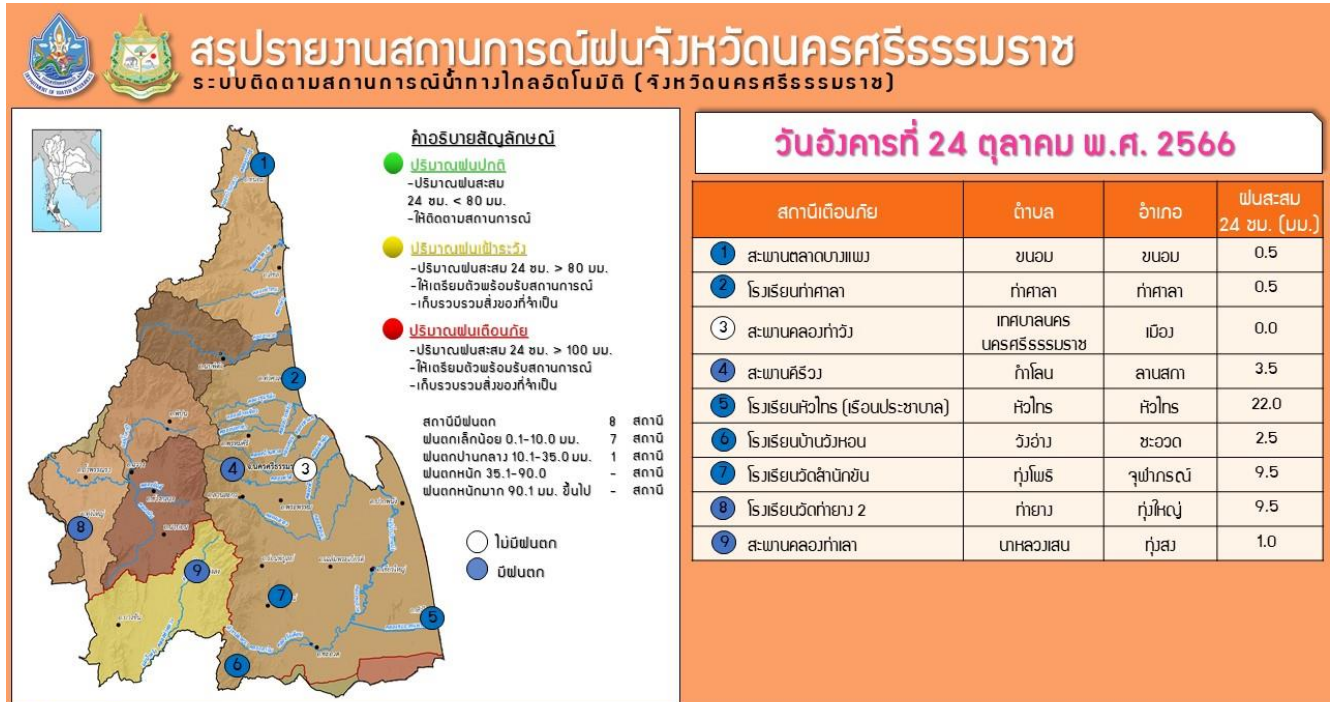 สรุปรายงานสถานการณ์ฝนจังหวัดนครศรีธรรมราช
ระบบติดตามสถานการณ์น้ำทางไกลอัตโนมัติ (จังหวัดนครศรีธรรมราช)
คำอธิบายสัญลักษณ์
ปริมาณฝนปกติ
-ปริมาณฝนสะสม
24 ชม. < 80 มม.
-ให้ติดตามสถานการณ์
ปริมาณฝนเฝ้าระวัง
-ปริมาณฝนสะสม 24 ชม. > 80 มม.
-ให้เตรียมตัวพร้อมรับสถานการณ์
-เก็บรวบรวมสิ่งของที่จำเป็น
ปริมาณฝนเตือนภัย
-ปริมาณฝนสะสม 24 ชม. > 100 มม.
-ให้เตรียมตัวพร้อมรับสถานการณ์
-เก็บรวบรวมสิ่งของที่จำเป็น
สถานีมีฝนตก 8 สถานี
ฝนตกเล็กน้อย 0.1-10.0 มม. 7 สถานี
ฝนตกปานกลาง 10.1-35.0 มม. 1 สถานี
ฝนตกหนัก 35.1-90.0 - สถานี
ฝนตกหนักมาก 90.1 มม. ขึ้นไป - สถานี
ไม่มีฝนตก
มีฝนตก
1
2
3
4
5
6
7
8
9
วันอังคารที่ 24 ตุลาคม พ.ศ. 2566
สถานีเตือนภัย ตำบล อำเภอ ฝนสะสม 24 ชม. (มม.)
1 สะพานตลาดบางแพง ขนอม ขนอม 0.5
2 โรงเรียนท่าศาลา ท่าศาลา ท่าศาลา 0.5
3 สะพานคลองท่าวัง เทศบาลนคร นครศรีธรรมราช เมือง 0.0
4 สะพานคีรีวง กำโลน ลานสกา 3.5
5 โรงเรียนหัวไทร (เรือนประชาบาล) หัวไทร หัวไทร 22.0
6 โรงเรียนบ้านวังหอน วังอ่าง ชะอวด 2.5
7 โรงเรียนวัดสำนักขัน ทุ่งโพธิ จุฬาภรณ์ 9.5
8 โรงเรียนวัดท่ายาง 2 ท่ายาง ทุ่งใหญ่ 9.5
9 สะพานคลองท่าเลา นาหลวงเสน ทุ่งสง 1.0